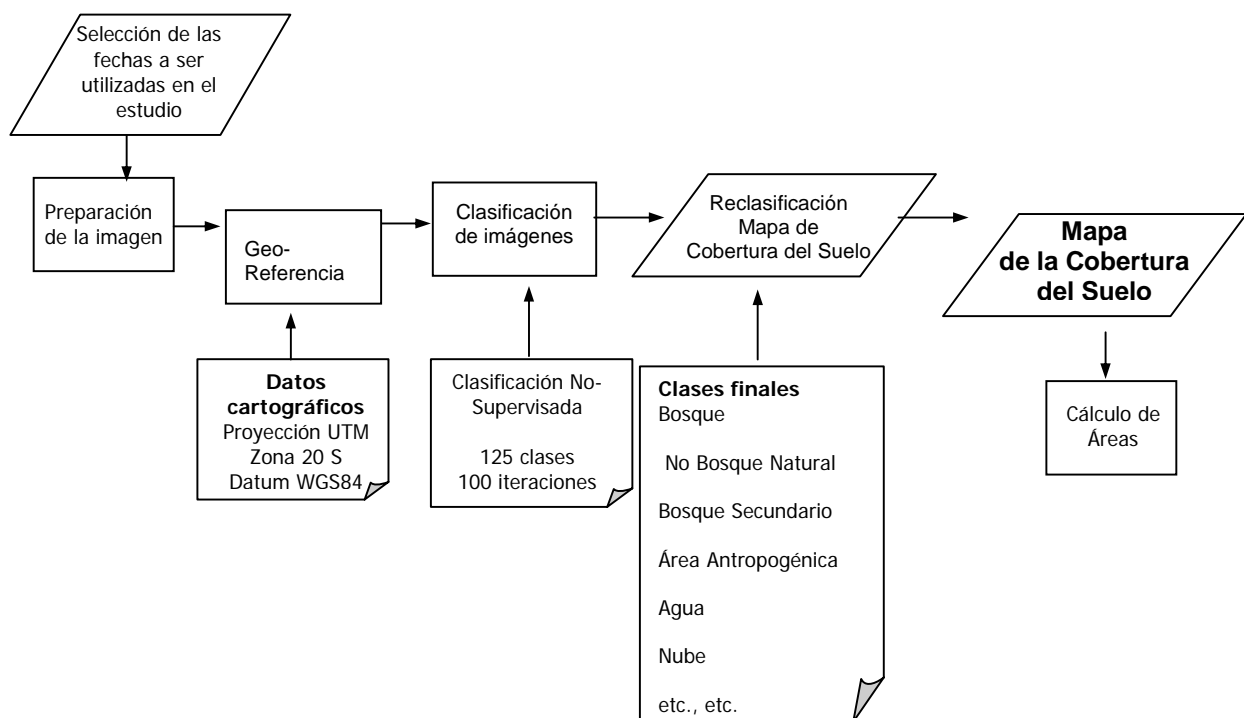 Selección de las
fechas a ser
utilizadas en el
estudio
Preparación
de la imagen
Geo-
Referencia
Clasificación
de imágenes
Reclasificación
Mapa de
Cobertura del Suelo
Mapa
de la Cobertura
del Suelo
Datos
cartográficos
Proyección UTM
Zona 20 S
Datum WGS84
Clasificación No-
Supervisada
125 clases
100 iteraciones
Clases finales
Bosque
No Bosque Natural
Bosque Secundario
Área Antropogénica
Agua
Nube
etc., etc.
Cálculo de
Áreas